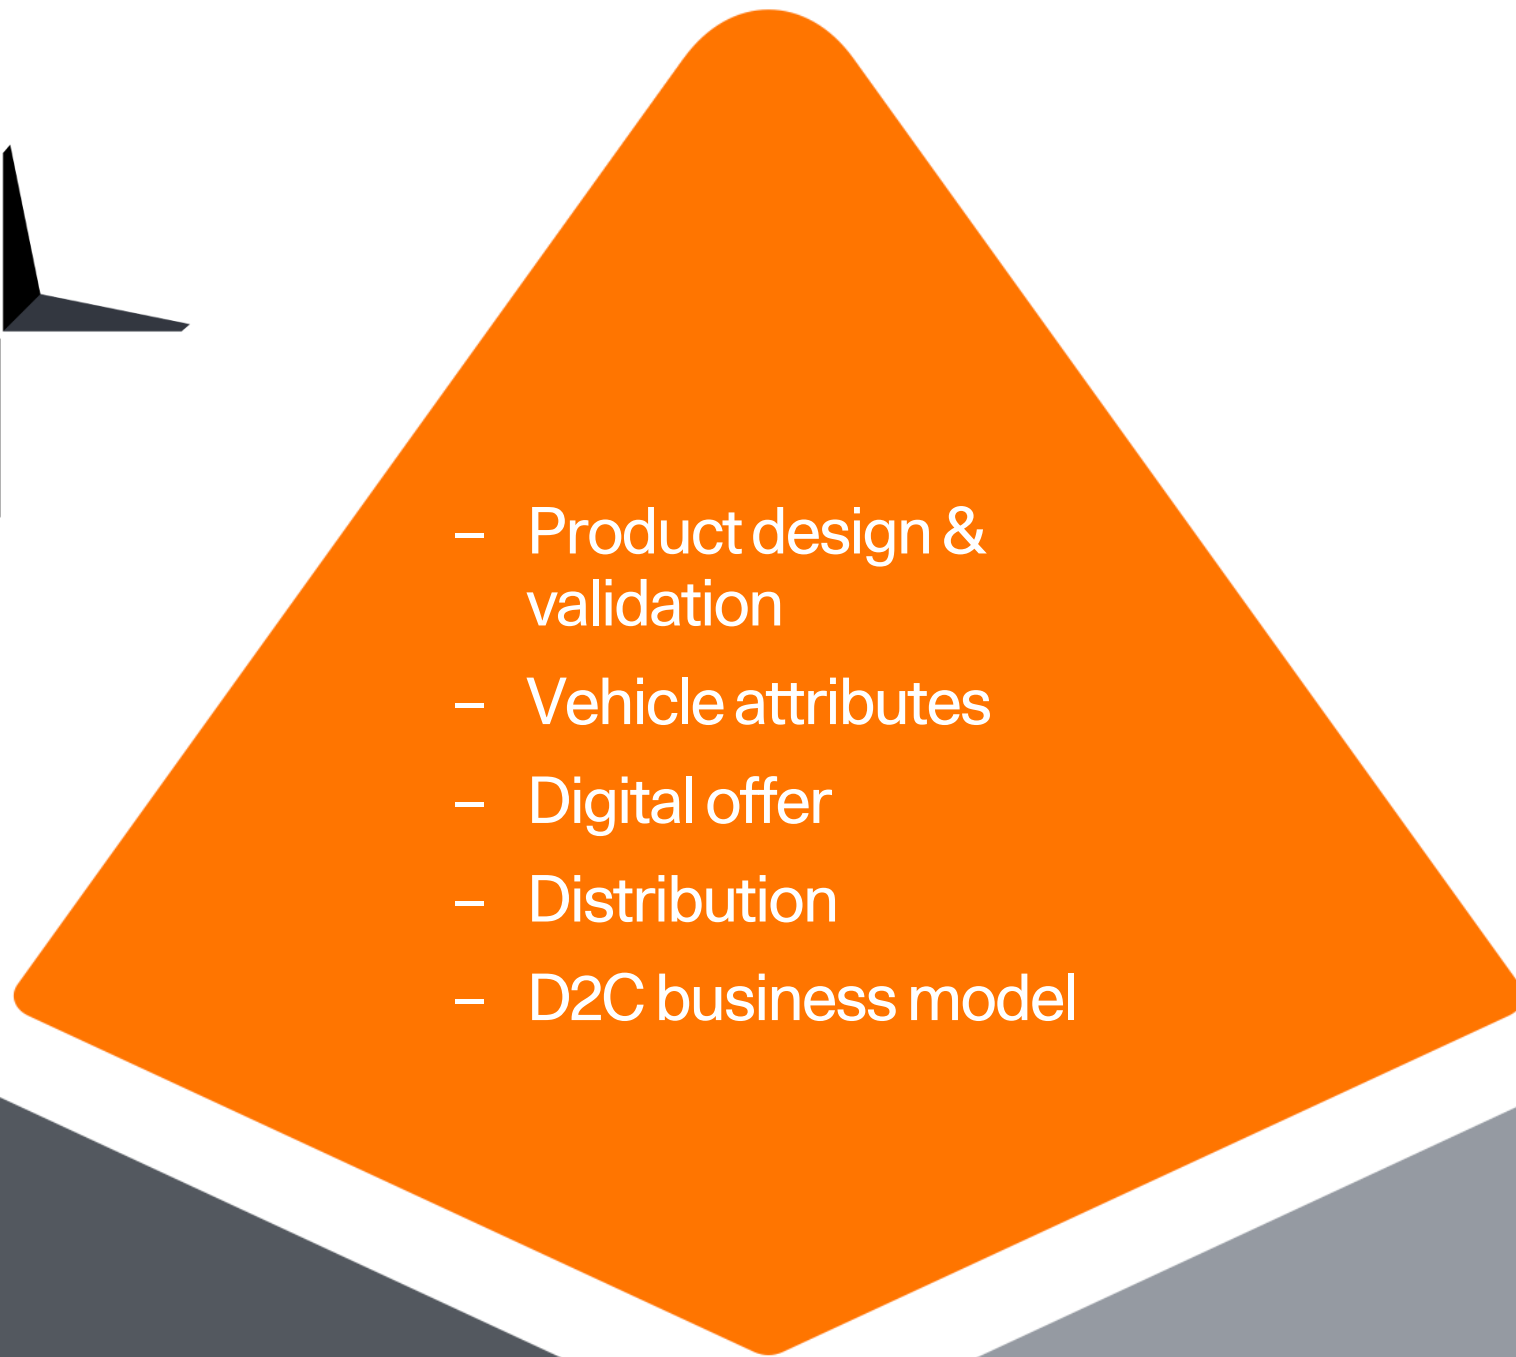 – Product design &
validation
– Vehicle attributes
– Digital offer
– Distribution
– D2C business model